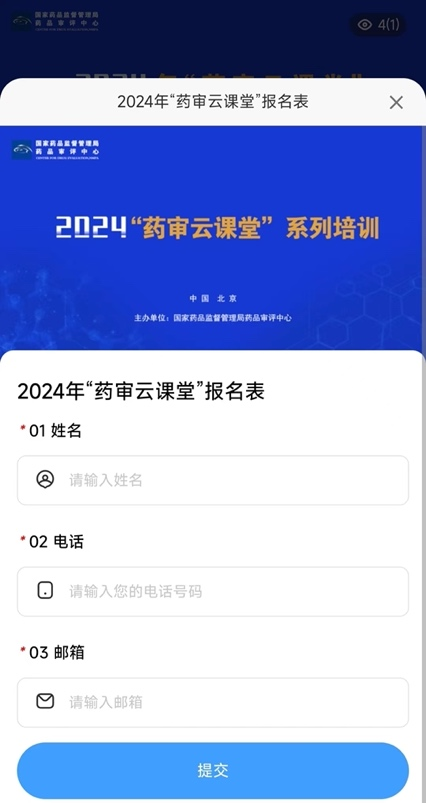 国家药品监督管理局
药品审评中心
4(1)
2024年“药审云课堂”报名表
国家药品监督管理局
药品审评中心
CENTER FOR DRUG EVALUATION, NMPA
2024“药审云课堂”系列培训
中国 北京
主办单位：国家药品监督管理局药品审评中心
2024年“药审云课堂”报名表
*01 姓名
请输入姓名
*02 电话
请输入您的电话号码
*03 邮箱
请输入邮箱
提交